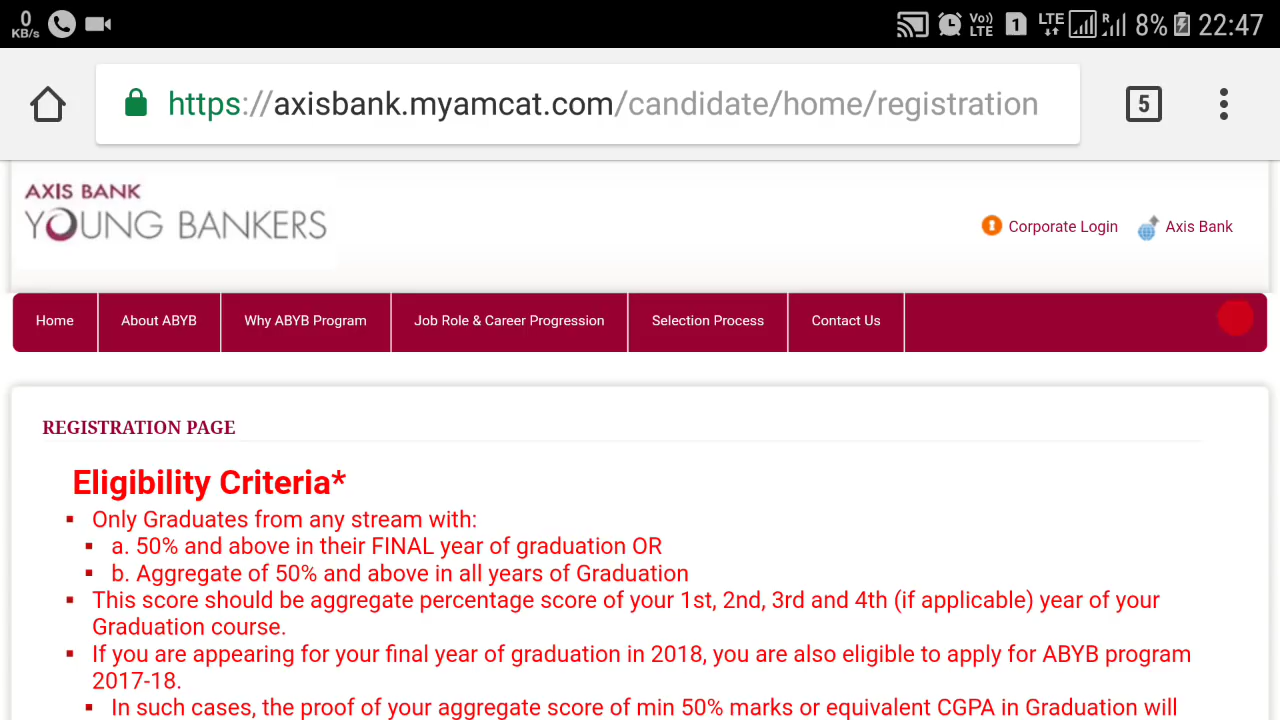 0
KB/s
Vo))
LTE
1
LTE
R
8%
22:47
https://axisbank.myamcat.com/candidate/home/registration
5
AXIS BANK
YOUNG BANKERS
Corporate Login
Axis Bank
Home
About ABYB
Why ABYB Program
Job Role & Career Progression
Selection Process
Contact Us
REGISTRATION PAGE
Eligibility Criteria*
▪ Only Graduates from any stream with:
▪ a. 50% and above in their FINAL year of graduation OR
▪ b. Aggregate of 50% and above in all years of Graduation
▪ This score should be aggregate percentage score of your 1st, 2nd, 3rd and 4th (if applicable) year of your
Graduation course.
▪ If you are appearing for your final year of graduation in 2018, you are also eligible to apply for ABYB program
2017-18.
▪ In such cases, the proof of your aggregate score of min 50% marks or equivalent CGPA in Graduation will